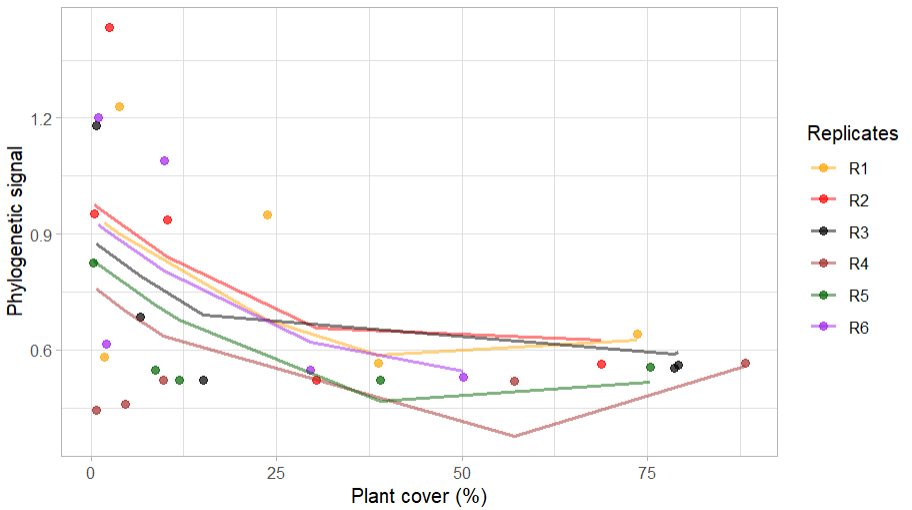 Phylogenetic signal
1.2
0.9
0.6
0
25
50
75
Plant cover (%)
Replicates
R1
R2
R3
R4
R5
R6